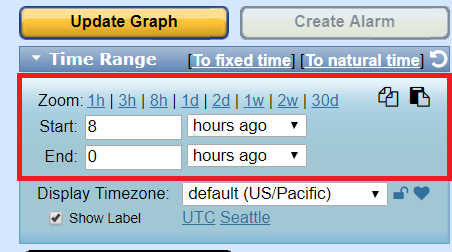 Update Graph Create Alarm
Time Range [To fixed time] [To natural time]
Zoom: 1h | 3h | 8h | 1d | 2d | 1w | 2w | 30d
Start: 8 hours ago
End: 0 hours ago
Display Timezone: default (US/Pacific)
Show Label UTC Seattle